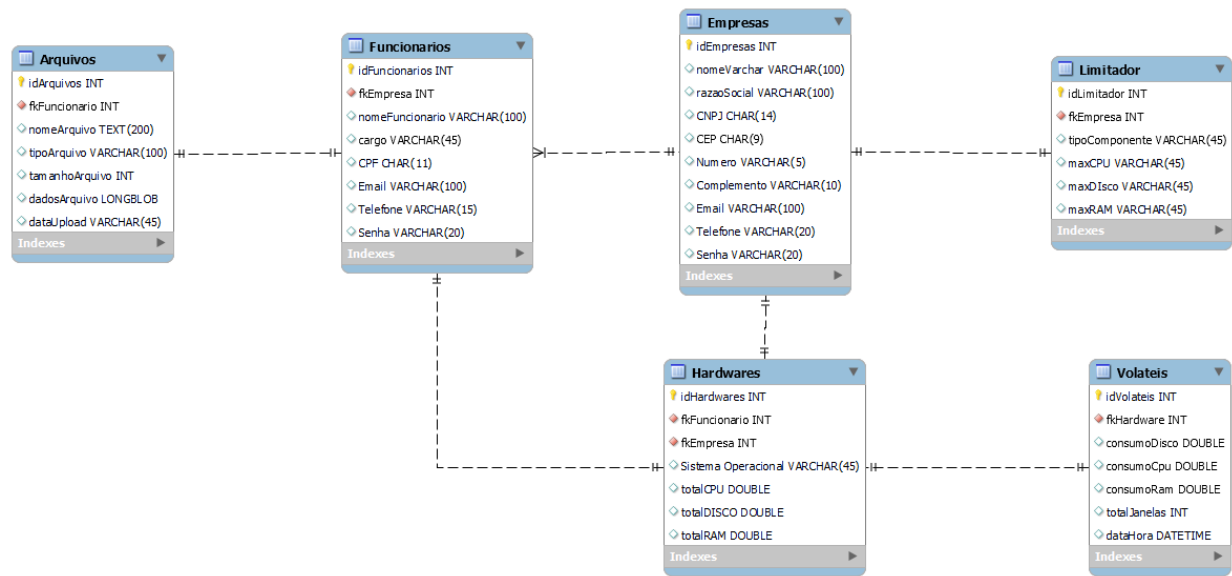 Arquivos
idArquivos INT
fkFuncionario INT
nomeArquivo TEXT(200)
tipoArquivo VARCHAR(100)
tamanhoArquivo INT
dadosArquivo LONGBLOB
dataUpload VARCHAR(45)
Indexes
Funcionarios
idFuncionarios INT
fkEmpresa INT
nomeFuncionario VARCHAR(100)
cargo VARCHAR(45)
CPF CHAR(11)
Email VARCHAR(100)
Telefone VARCHAR(15)
Senha VARCHAR(20)
Indexes
Empresas
idEmpresas INT
nomeVarchar VARCHAR(100)
razaoSocial VARCHAR(100)
CNPJ CHAR(14)
CEP CHAR(9)
Numero VARCHAR(5)
Complemento VARCHAR(10)
Email VARCHAR(100)
Telefone VARCHAR(20)
Senha VARCHAR(20)
Indexes
Limitador
idLimitador INT
fkEmpresa INT
tipoComponente VARCHAR(45)
maxCPU VARCHAR(45)
maxDIsco VARCHAR(45)
maxRAM VARCHAR(45)
Indexes
Hardwares
idHardwares INT
fkFuncionario INT
fkEmpresa INT
Sistema Operacional VARCHAR(45)
totalCPU DOUBLE
totalDISCO DOUBLE
totalRAM DOUBLE
Indexes
Volateis
idVolateis INT
fkHardware INT
consumoDisco DOUBLE
consumoCpu DOUBLE
consumoRam DOUBLE
totalJanelas INT
dataHora DATETIME
Indexes